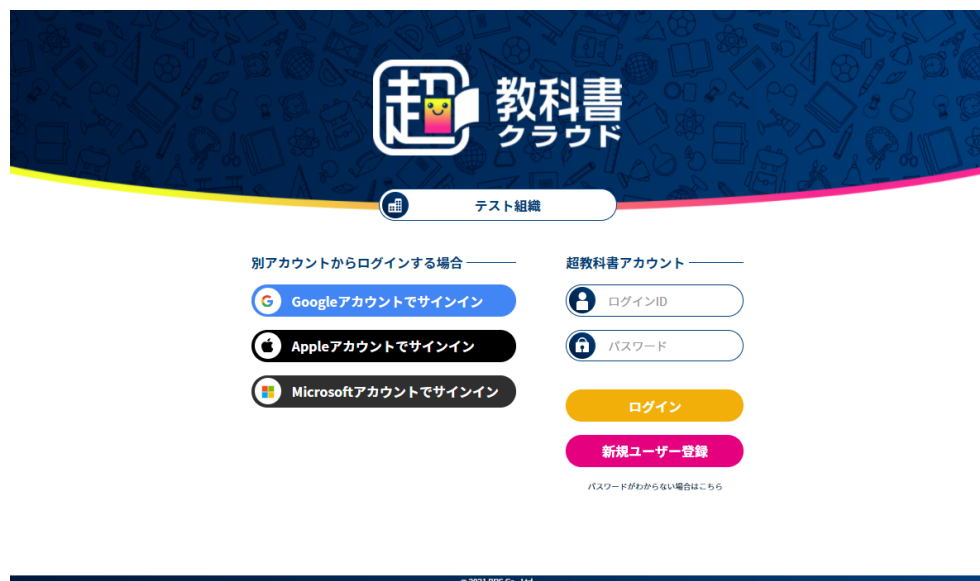 超
教科書
クラウド
テスト組織
別アカウントからログインする場合
Googleアカウントでサインイン
Appleアカウントでサインイン
Microsoftアカウントでサインイン
超教科書アカウント
ログインID
パスワード
ログイン
新規ユーザー登録
パスワードがわからない場合はこちら